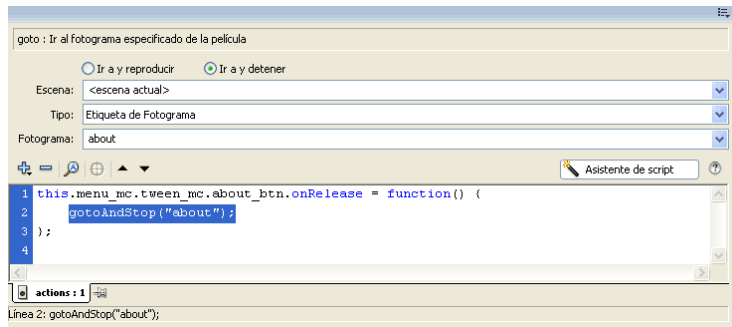 goto : Ir al fotograma especificado de la película
Ir a y reproducir Ir a y detener
Escena: <escena actual>
Tipo: Etiqueta de Fotograma
Fotograma: about
Asistente de script
1 this.menu_mc.tween_mc.about_btn.onRelease = function() {
2 gotoAndStop("about");
3 };
4
actions : 1
Línea 2: gotoAndStop("about");